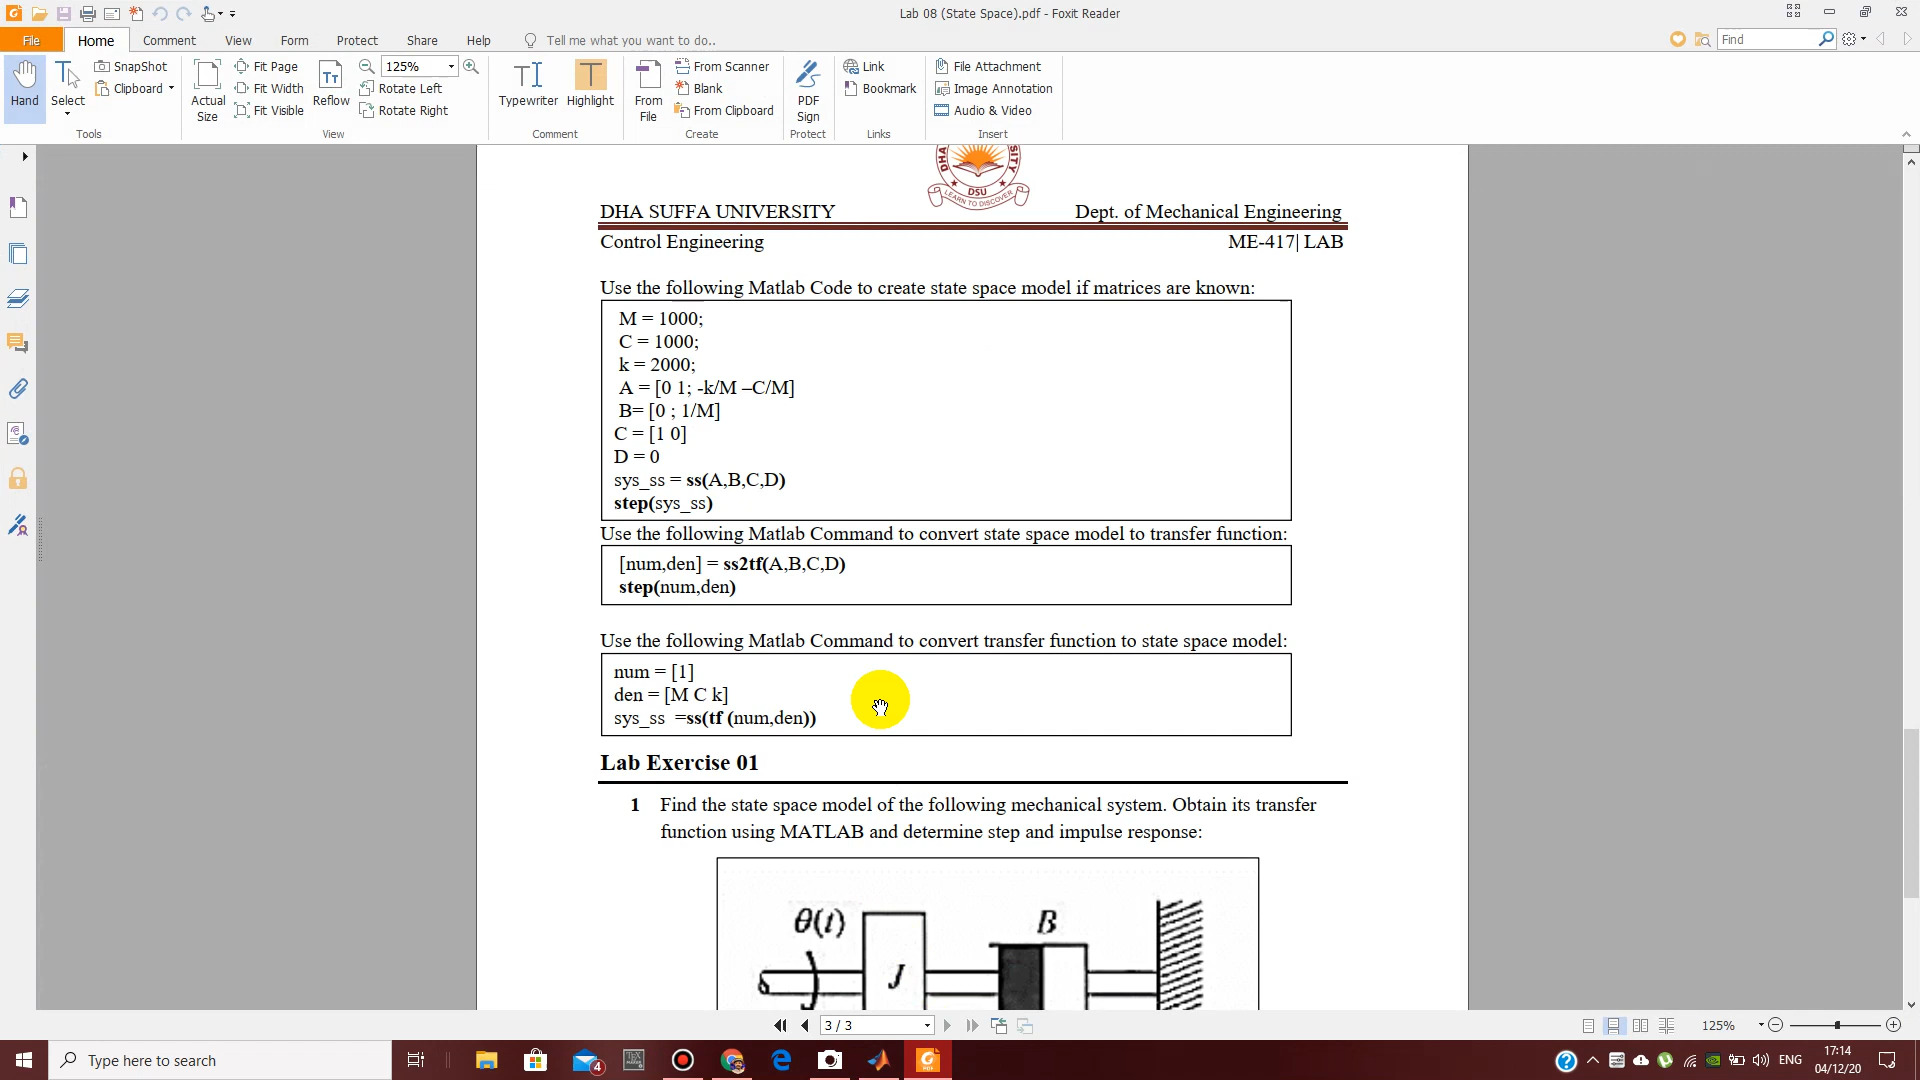 Lab 08 (State Space).pdf - Foxit Reader
File Home Comment View Form Protect Share Help Tell me what you want to do.. Find
Hand
Select
SnapShot
Clipboard
Tools
Actual Size
Fit Page
Fit Width
Fit Visible
Reflow
125%
Rotate Left
Rotate Right
View
Typewriter
Highlight
Comment
From File
From Scanner
Blank
From Clipboard
Create
PDF Sign
Protect
Link
Bookmark
Links
File Attachment
Image Annotation
Audio & Video
Insert
DSU
LEARN TO DISCOVER
DHA SUFFA UNIVERSITY Dept. of Mechanical Engineering
Control Engineering ME-417| LAB
Use the following Matlab Code to create state space model if matrices are known:
M = 1000;
C = 1000;
k = 2000;
A = [0 1; -k/M –C/M]
B= [0 ; 1/M]
C = [1 0]
D = 0
sys_ss = ss(A,B,C,D)
step(sys_ss)
Use the following Matlab Command to convert state space model to transfer function:
[num,den] = ss2tf(A,B,C,D)
step(num,den)
Use the following Matlab Command to convert transfer function to state space model:
num = [1]
den = [M C k]
sys_ss =ss(tf (num,den))
Lab Exercise 01
1 Find the state space model of the following mechanical system. Obtain its transfer
function using MATLAB and determine step and impulse response:
θ(t)
J
B
3 / 3
125%
Type here to search
4
ENG
17:14
04/12/20